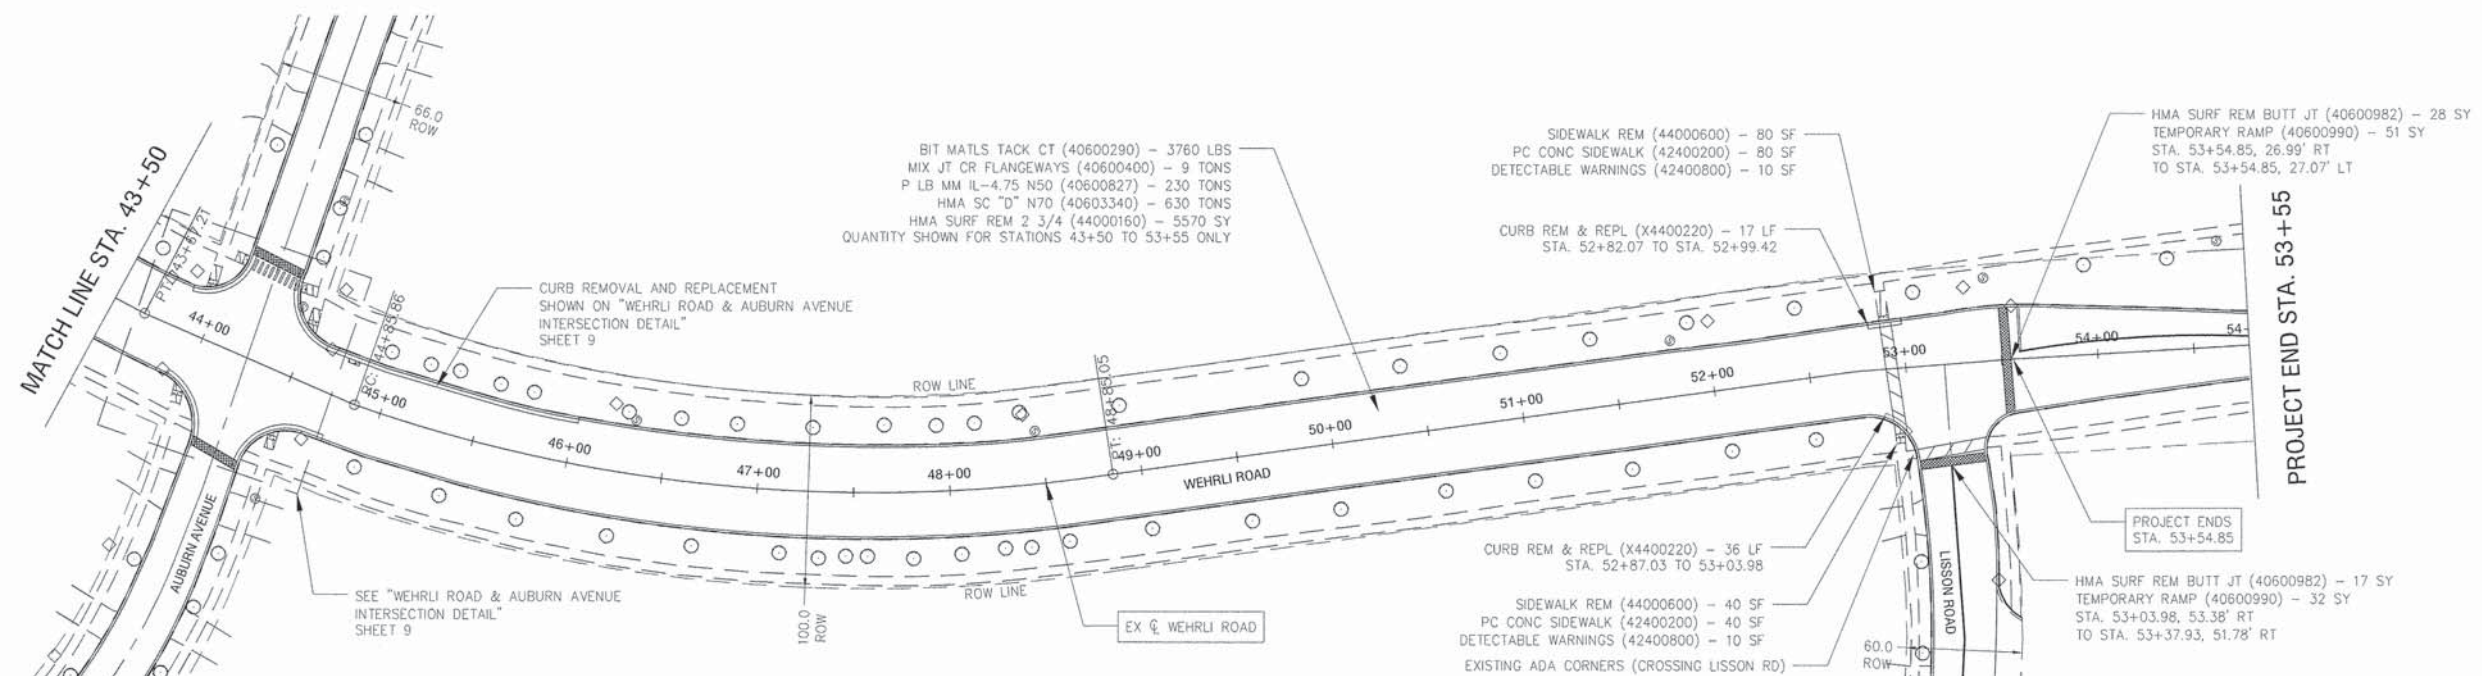 MATCH LINE STA. 43+50
PT: 43+67.21
44+00
66.0
ROW
CURB REMOVAL AND REPLACEMENT
SHOWN ON "WEHRLI ROAD & AUBURN AVENUE
INTERSECTION DETAIL"
SHEET 9
PC: 44+85.86
45+00
46+00
47+00
48+00
ROW LINE
PT: 48+85.05
49+00
50+00
51+00
52+00
53+00
54+00
54-
WEHRLI ROAD
AUBURN AVENUE
SEE "WEHRLI ROAD & AUBURN AVENUE
INTERSECTION DETAIL"
SHEET 9
100.0
ROW
ROW LINE
EX ℄ WEHRLI ROAD
BIT MATLS TACK CT (40600290) – 3760 LBS
MIX JT CR FLANGEWAYS (40600400) – 9 TONS
P LB MM IL–4.75 N50 (40600827) – 230 TONS
HMA SC "D" N70 (40603340) – 630 TONS
HMA SURF REM 2 3/4 (44000160) – 5570 SY
QUANTITY SHOWN FOR STATIONS 43+50 TO 53+55 ONLY
SIDEWALK REM (44000600) – 80 SF
PC CONC SIDEWALK (42400200) – 80 SF
DETECTABLE WARNINGS (42400800) – 10 SF
CURB REM & REPL (X4400220) – 17 LF
STA. 52+82.07 TO STA. 52+99.42
HMA SURF REM BUTT JT (40600982) – 28 SY
TEMPORARY RAMP (40600990) – 51 SY
STA. 53+54.85, 26.99' RT
TO STA. 53+54.85, 27.07' LT
PROJECT END STA. 53+55
PROJECT ENDS
STA. 53+54.85
CURB REM & REPL (X4400220) – 36 LF
STA. 52+87.03 TO 53+03.98
SIDEWALK REM (44000600) – 40 SF
PC CONC SIDEWALK (42400200) – 40 SF
DETECTABLE WARNINGS (42400800) – 10 SF
EXISTING ADA CORNERS (CROSSING LISSON RD)
60.0
ROW
LISSON ROAD
HMA SURF REM BUTT JT (40600982) – 17 SY
TEMPORARY RAMP (40600990) – 32 SY
STA. 53+03.98, 53.38' RT
TO STA. 53+37.93, 51.78' RT